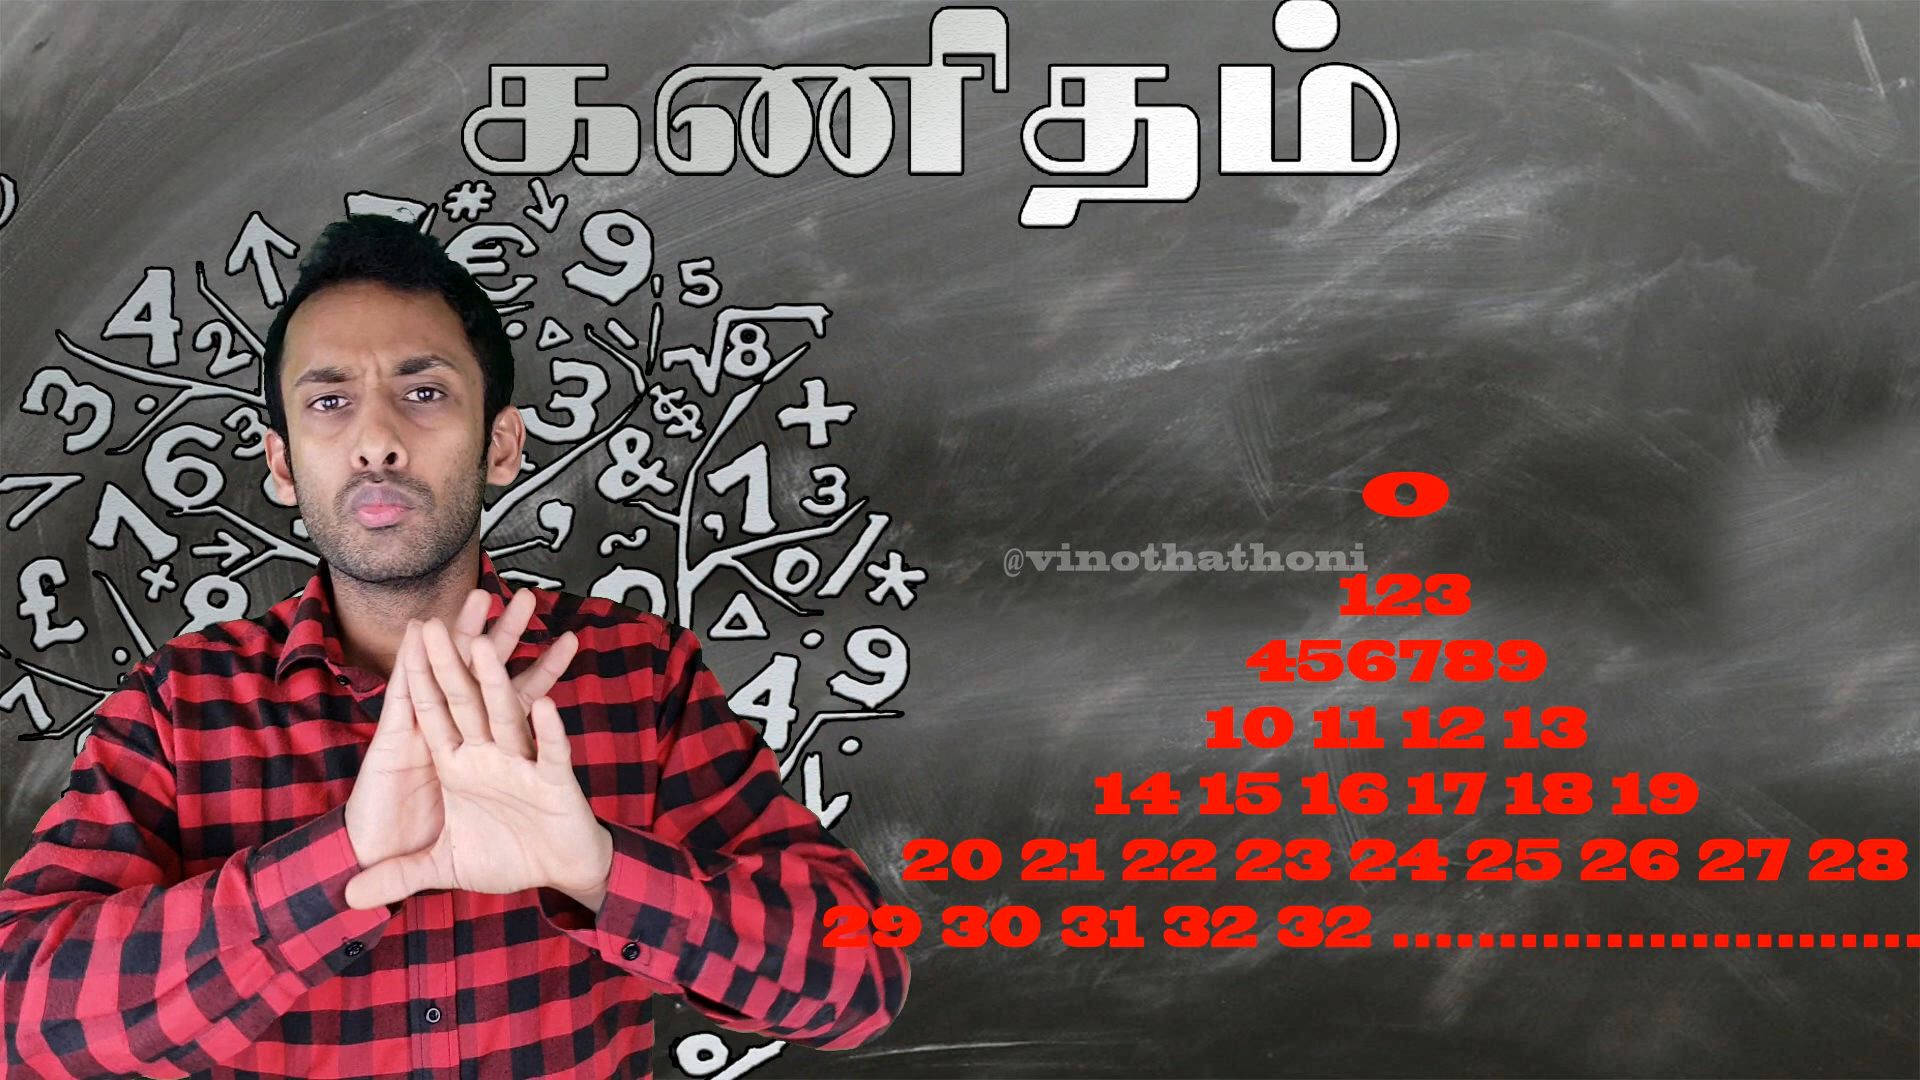 கணிதம்
0
@vinothathoni
123
456789
10 11 12 13
14 15 16 17 18 19
20 21 22 23 24 25 26 27 28
29 30 31 32 32 ..........................